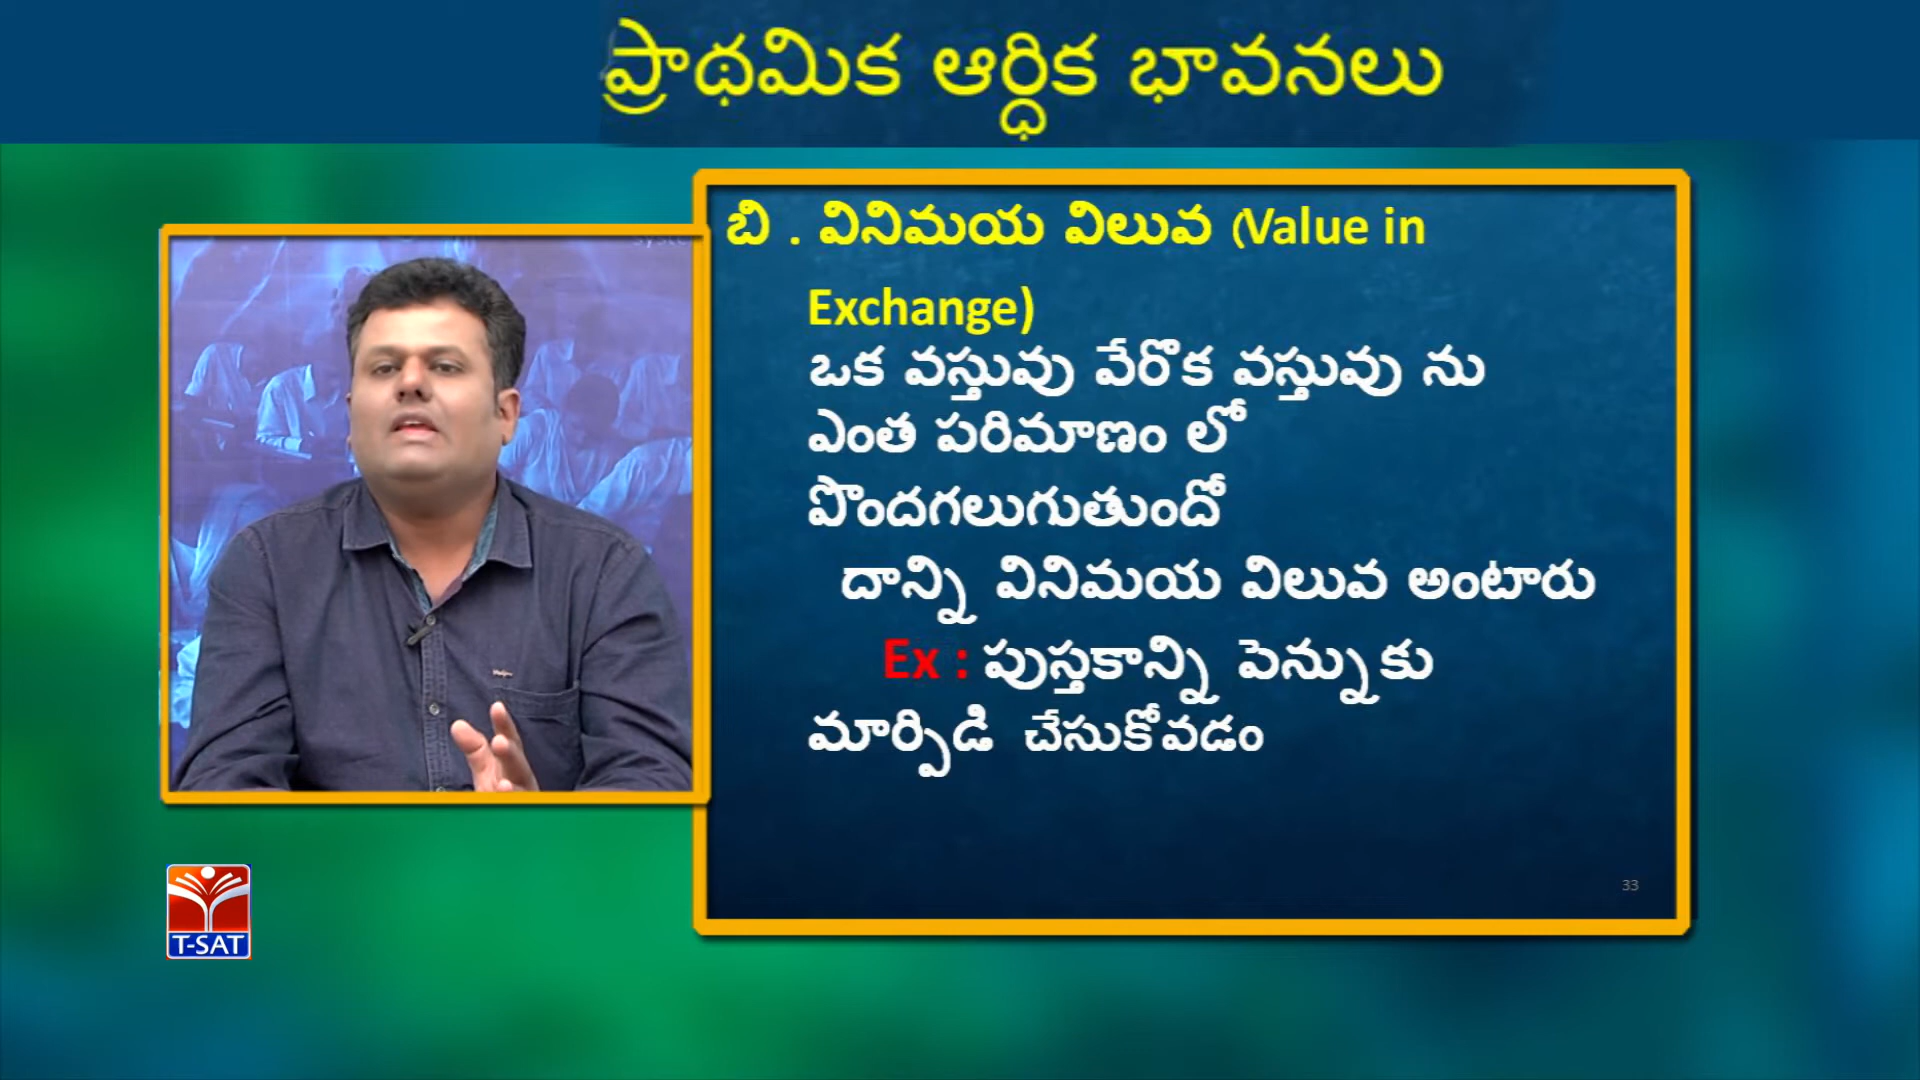 ప్రాథమిక ఆర్ధిక భావనలు
బి . వినిమయ విలువ (Value in
Exchange)
ఒక వస్తువు వేరొక వస్తువు ను
ఎంత పరిమాణం లో
పొందగలుగుతుందో
దాన్ని వినిమయ విలువ అంటారు
Ex : పుస్తకాన్ని పెన్నుకు
మార్పిడి చేసుకోవడం
33
T-SAT